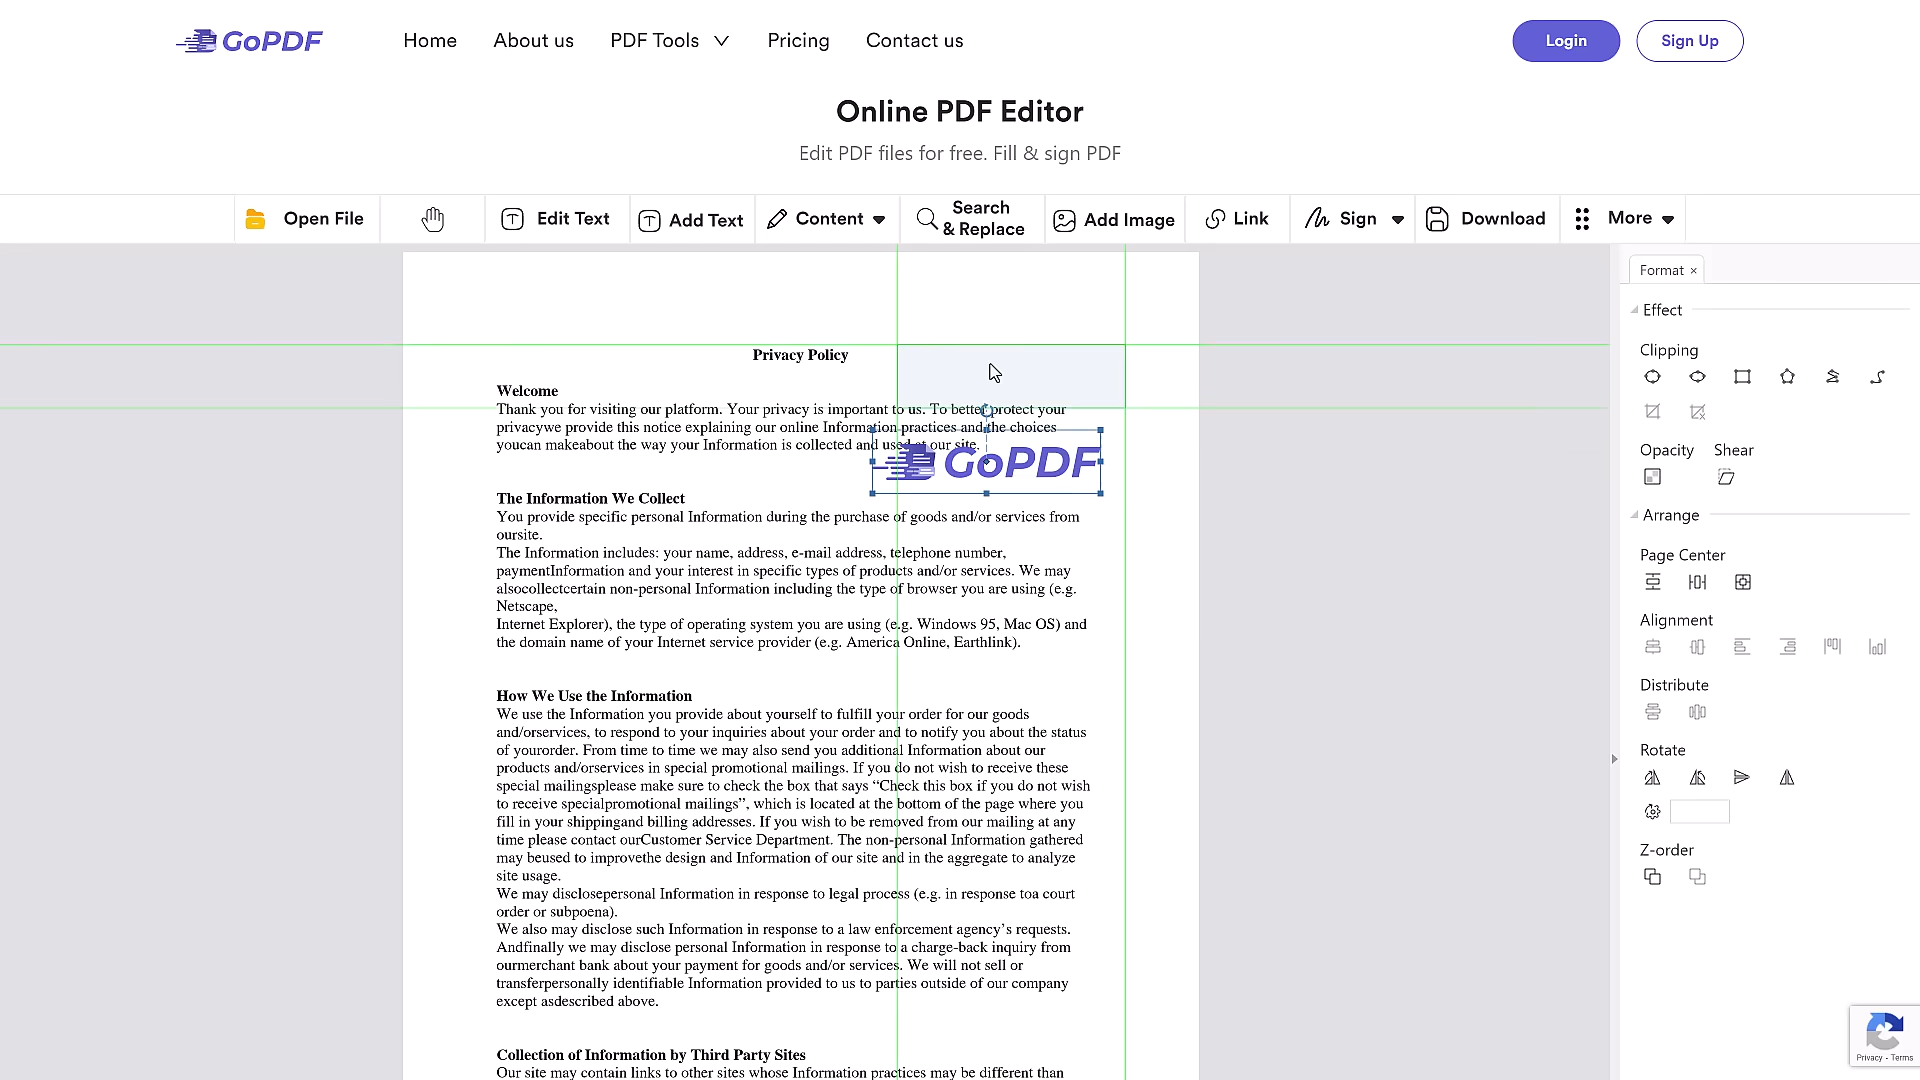 GoPDF
Home
About us
PDF Tools
Pricing
Contact us
Login
Sign Up
Online PDF Editor
Edit PDF files for free. Fill & sign PDF
Open File
Edit Text
Add Text
Content
Search
& Replace
Add Image
Link
Sign
Download
More
Privacy Policy
Welcome
Thank you for visiting our platform. Your privacy is important to us. To better protect your
privacywe provide this notice explaining our online Information practices and the choices
youcan makeabout the way your Information is collected and used at our site.
GoPDF
The Information We Collect
You provide specific personal Information during the purchase of goods and/or services from
oursite.
The Information includes: your name, address, e-mail address, telephone number,
paymentInformation and your interest in specific types of products and/or services. We may
alsocollectcertain non-personal Information including the type of browser you are using (e.g.
Netscape,
Internet Explorer), the type of operating system you are using (e.g. Windows 95, Mac OS) and
the domain name of your Internet service provider (e.g. America Online, Earthlink).
How We Use the Information
We use the Information you provide about yourself to fulfill your order for our goods
and/orservices, to respond to your inquiries about your order and to notify you about the status
of yourorder. From time to time we may also send you additional Information about our
products and/orservices in special promotional mailings. If you do not wish to receive these
special mailingsplease make sure to check the box that says “Check this box if you do not wish
to receive specialpromotional mailings”, which is located at the bottom of the page where you
fill in your shippingand billing addresses. If you wish to be removed from our mailing at any
time please contact ourCustomer Service Department. The non-personal Information gathered
may beused to improvethe design and Information of our site and in the aggregate to analyze
site usage.
We may disclosepersonal Information in response to legal process (e.g. in response toa court
order or subpoena).
We also may disclose such Information in response to a law enforcement agency’s requests.
Andfinally we may disclose personal Information in response to a charge-back inquiry from
ourmerchant bank about your payment for goods and/or services. We will not sell or
transferpersonally identifiable Information provided to us to parties outside of our company
except asdescribed above.
Collection of Information by Third Party Sites
Our site may contain links to other sites whose Information practices may be different than
Format ×
Effect
Clipping
Opacity
Shear
Arrange
Page Center
Alignment
Distribute
Rotate
Z-order
Privacy - Terms